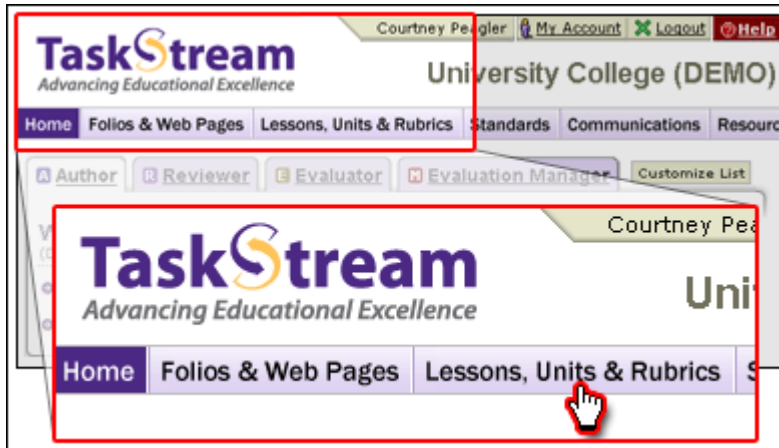 Courtney Peagler My Account Logout Help
TaskStream
Advancing Educational Excellence
University College (DEMO)
Home Folios & Web Pages Lessons, Units & Rubrics Standards Communications Resourc
A Author R Reviewer E Evaluator M Evaluation Manager Customize List
Courtney Pea
TaskStream
Advancing Educational Excellence
Uni
Home Folios & Web Pages Lessons, Units & Rubrics S